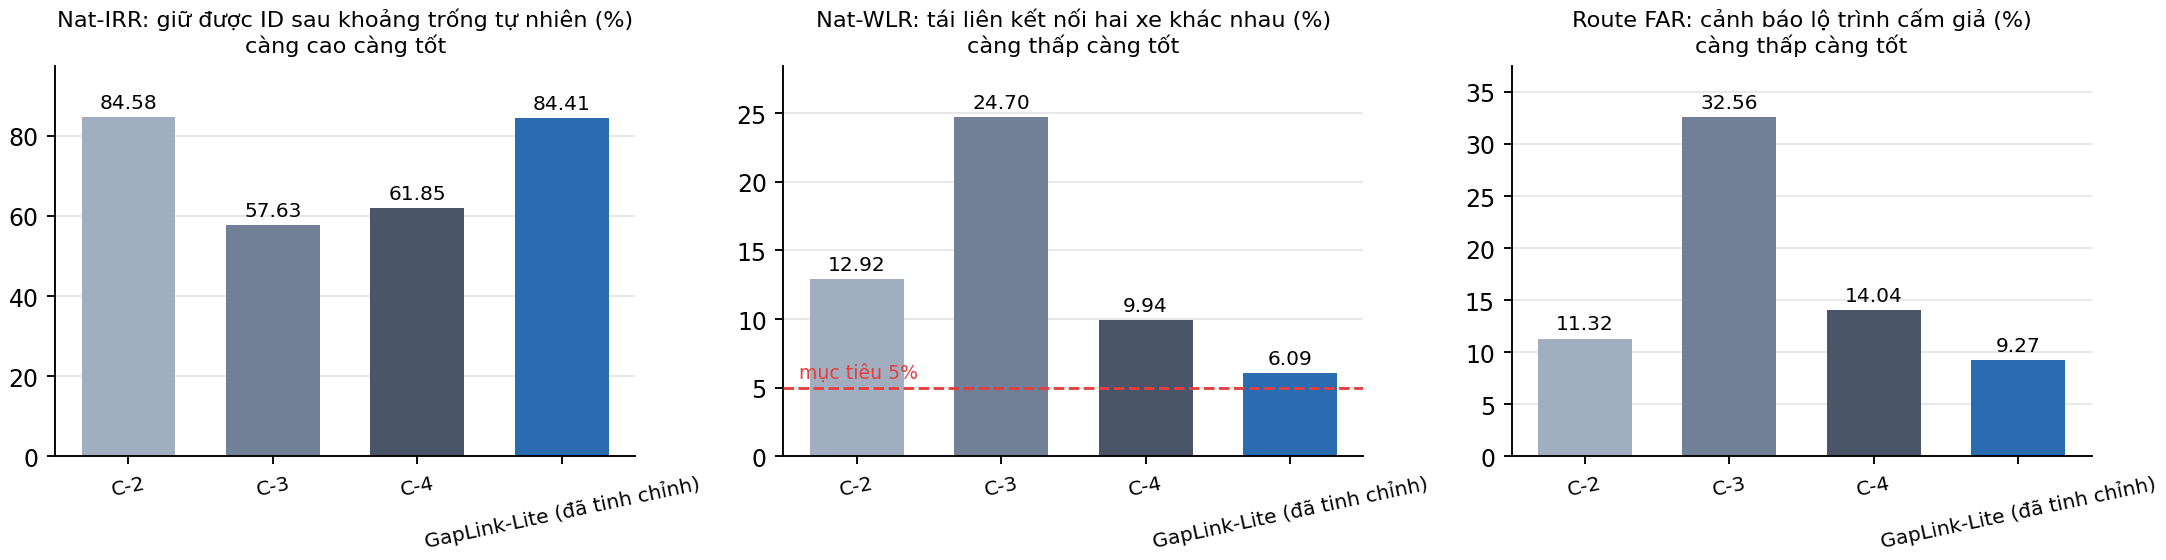 Nat-IRR: giữ được ID sau khoảng trống tự nhiên (%)
càng cao càng tốt
84.58
57.63
61.85
84.41
80
60
40
20
0
C-2
C-3
C-4
GapLink-Lite (đã tinh chỉnh)
Nat-WLR: tái liên kết nối hai xe khác nhau (%)
càng thấp càng tốt
12.92
24.70
9.94
6.09
mục tiêu 5%
25
20
15
10
5
0
C-2
C-3
C-4
GapLink-Lite (đã tinh chỉnh)
Route FAR: cảnh báo lộ trình cấm giả (%)
càng thấp càng tốt
11.32
32.56
14.04
9.27
35
30
25
20
15
10
5
0
C-2
C-3
C-4
GapLink-Lite (đã tinh chỉnh)